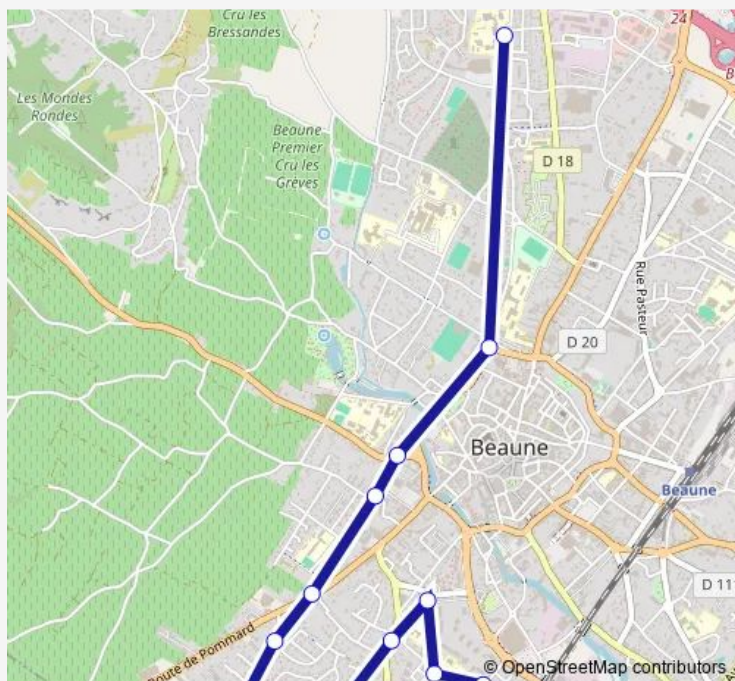 Cru les
Bressandes
24
B
Les Mondes
Rondes
Beaune
Premier
Cru les
Grèves
D 18
Rue Pasteur
D 20
Beaune
Beaune
D 111
Route de Pommard
© OpenStreetMap contributors